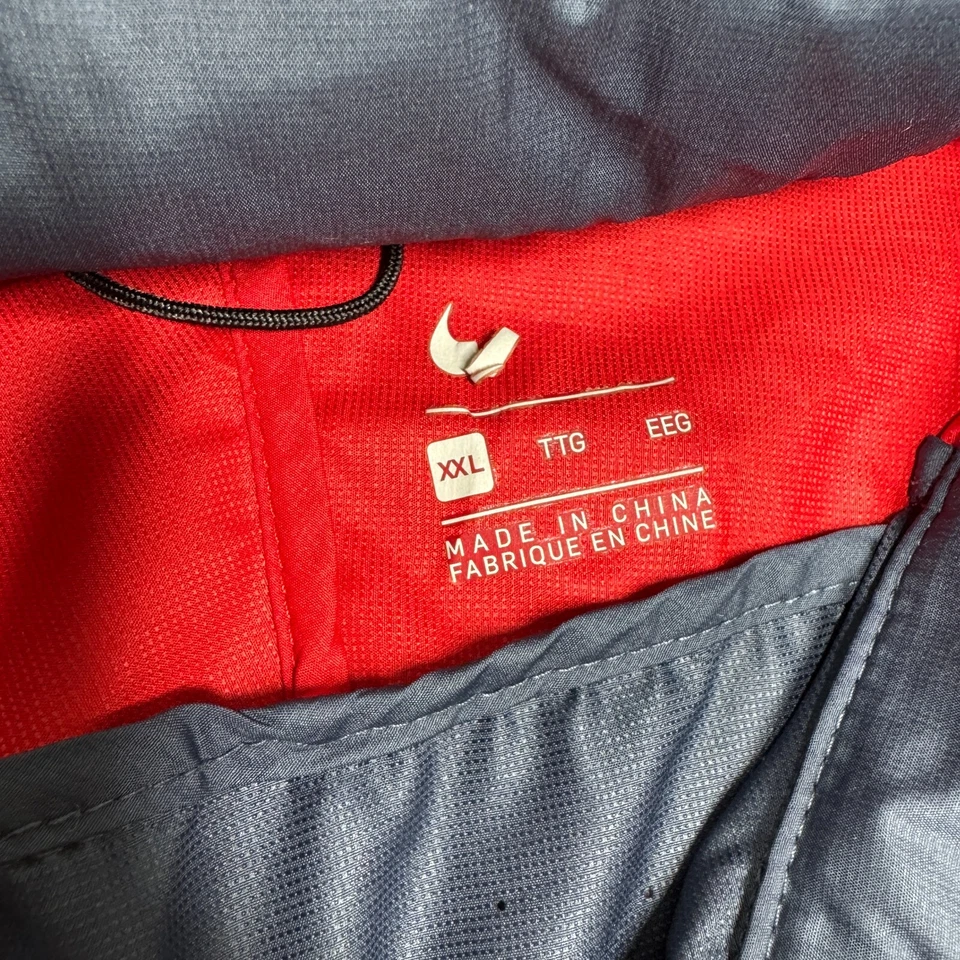 XXL TTG EEG
MADE IN CHINA
FABRIQUE EN CHINE